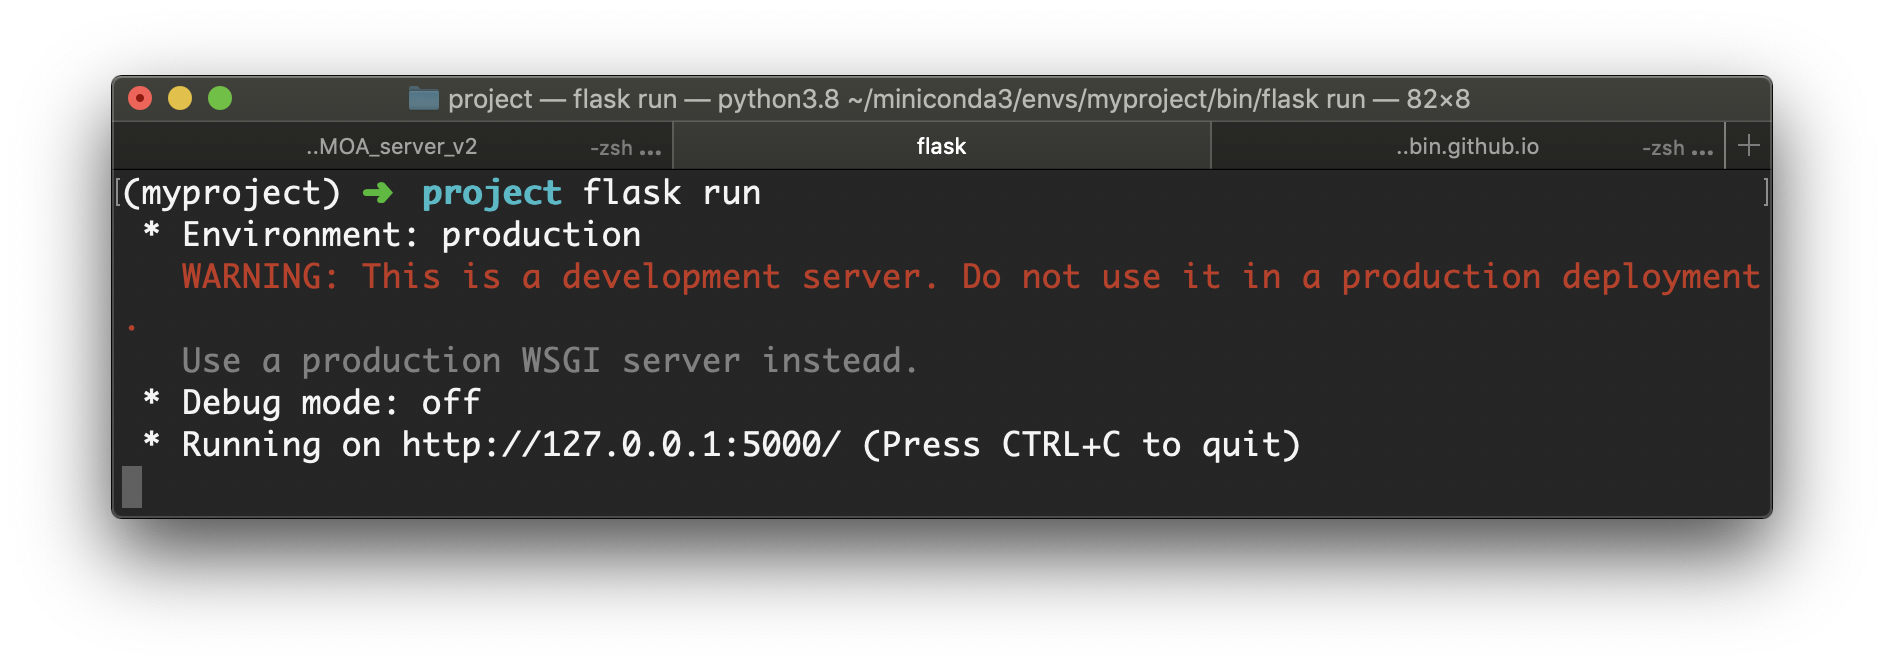 project — flask run — python3.8 ~/miniconda3/envs/myproject/bin/flask run — 82×8
..MOA_server_v2 -zsh ... flask ..bin.github.io -zsh ... +
[(myproject) ➜ project flask run ]
* Environment: production
WARNING: This is a development server. Do not use it in a production deployment
.
Use a production WSGI server instead.
* Debug mode: off
* Running on http://127.0.0.1:5000/ (Press CTRL+C to quit)